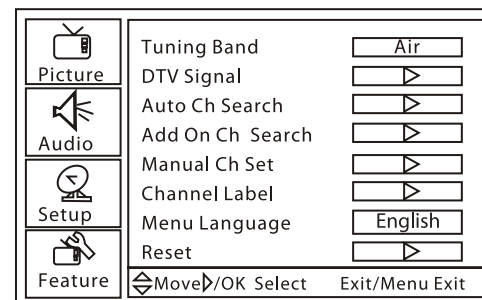 Picture
Audio
Setup
Feature
Tuning Band Air
DTV Signal
Auto Ch Search
Add On Ch Search
Manual Ch Set
Channel Label
Menu Language English
Reset
Move /OK Select Exit/Menu Exit